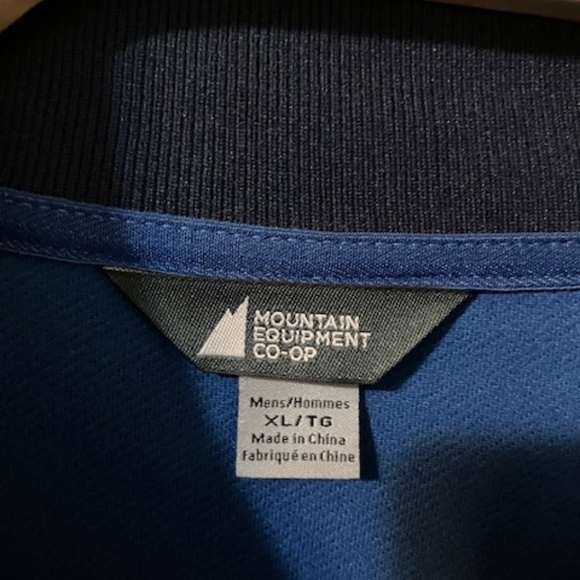 MOUNTAIN
EQUIPMENT
CO-OP
Mens/Hommes
XL/TG
Made in China
Fabriqué en Chine